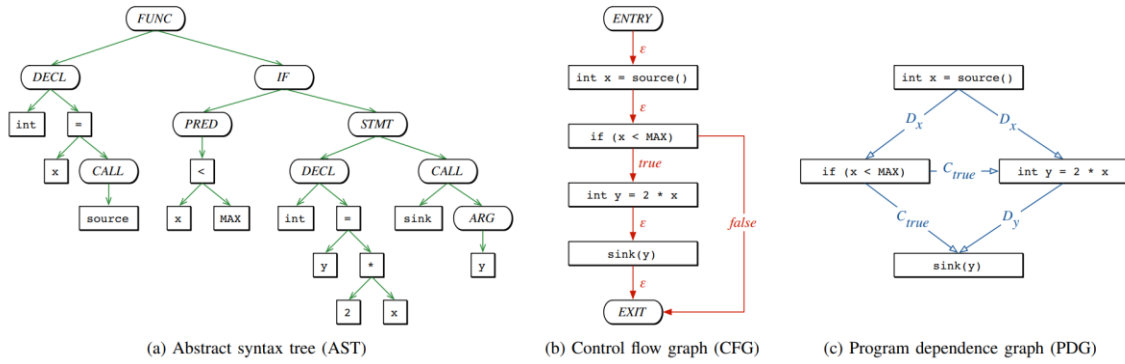 FUNC
DECL
IF
int
=
PRED
STMT
x
CALL
<
DECL
CALL
source
x
MAX
int
=
sink
ARG
y
*
y
2
x
(a) Abstract syntax tree (AST)
ENTRY
ε
int x = source()
ε
if (x < MAX)
true
int y = 2 * x
false
ε
sink(y)
ε
EXIT
(b) Control flow graph (CFG)
int x = source()
Dx
Dx
if (x < MAX)
Ctrue
int y = 2 * x
Ctrue
Dy
sink(y)
(c) Program dependence graph (PDG)